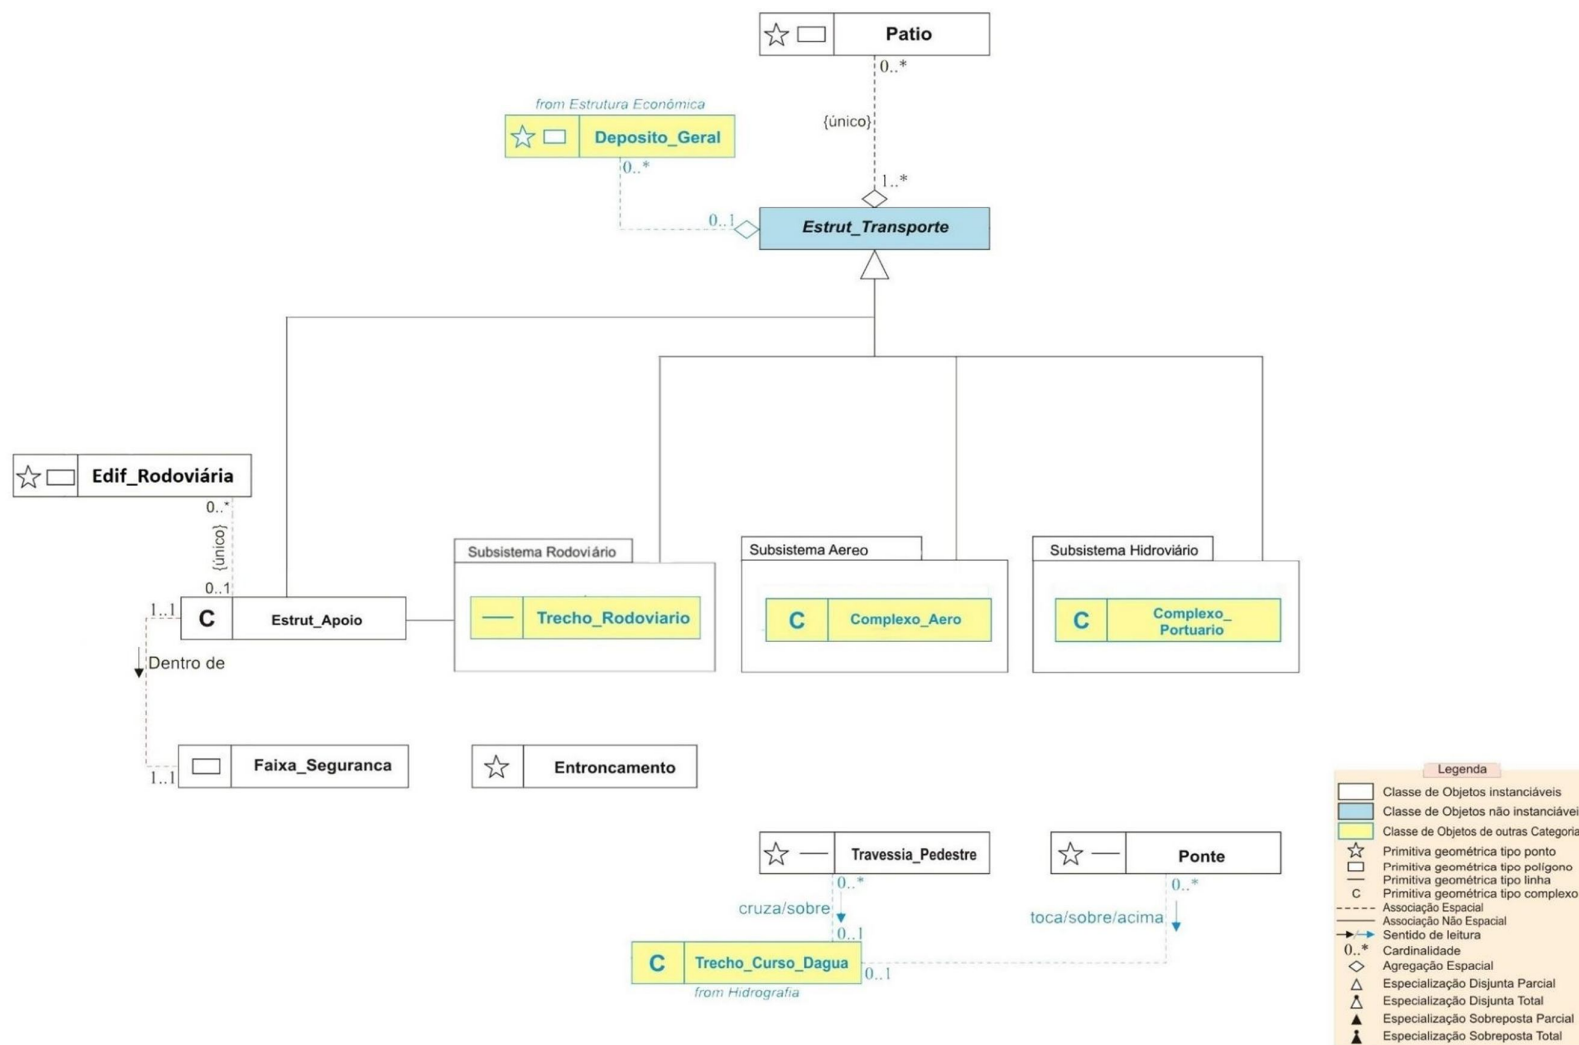 Patio
0..*
{único}
1..*
from Estrutura Econômica
Deposito_Geral
0..*
0..1
Estrut_Transporte
Edif_Rodoviária
0..*
{único}
0..1
1..1
C
Estrut_Apoio
Dentro de
1..1
Faixa_Seguranca
Subsistema Rodoviário
Trecho_Rodoviario
Subsistema Aereo
C
Complexo_Aero
Subsistema Hidroviário
C
Complexo_
Portuario
Entroncamento
Travessia_Pedestre
0..*
cruza/sobre
0..1
Ponte
0..*
toca/sobre/acima
0..1
C
Trecho_Curso_Dagua
from Hidrografia
Legenda
Classe de Objetos instanciáveis
Classe de Objetos não instanciávei
Classe de Objetos de outras Categoria
Primitiva geométrica tipo ponto
Primitiva geométrica tipo polígono
Primitiva geométrica tipo linha
C Primitiva geométrica tipo complexo
Associação Espacial
Associação Não Espacial
Sentido de leitura
0..* Cardinalidade
Agregação Espacial
Especialização Disjunta Parcial
Especialização Disjunta Total
Especialização Sobreposta Parcial
Especialização Sobreposta Total